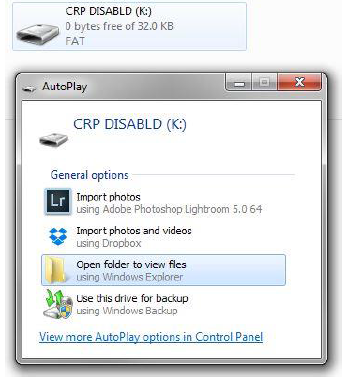 CRP DISABLD (K:)
0 bytes free of 32.0 KB
FAT
AutoPlay
CRP DISABLD (K:)
General options
Lr
Import photos
using Adobe Photoshop Lightroom 5.0 64
Import photos and videos
using Dropbox
Open folder to view files
using Windows Explorer
Use this drive for backup
using Windows Backup
View more AutoPlay options in Control Panel